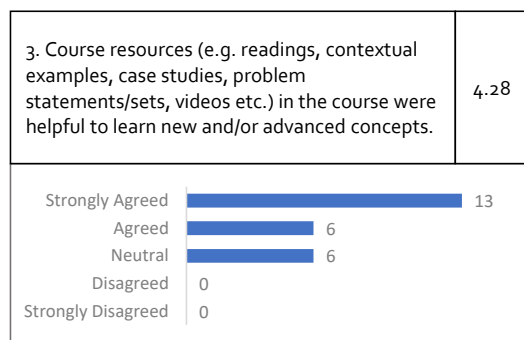 3. Course resources (e.g. readings, contextual
examples, case studies, problem
statements/sets, videos etc.) in the course were
helpful to learn new and/or advanced concepts.
4.28
Strongly Agreed 13
Agreed 6
Neutral 6
Disagreed 0
Strongly Disagreed 0